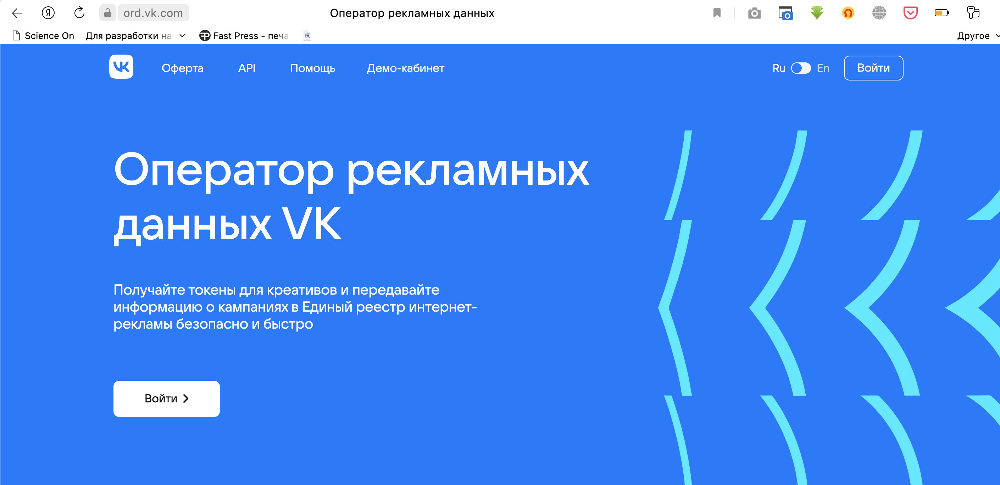 Я
ord.vk.com
Оператор рекламных данных
Science On
Для разработки на
Fast Press - печа
Другое
VK
Оферта
API
Помощь
Демо-кабинет
Ru
En
Войти
Оператор рекламных
данных VK
Получайте токены для креативов и передавайте
информацию о кампаниях в Единый реестр интернет-
рекламы безопасно и быстро
Войти